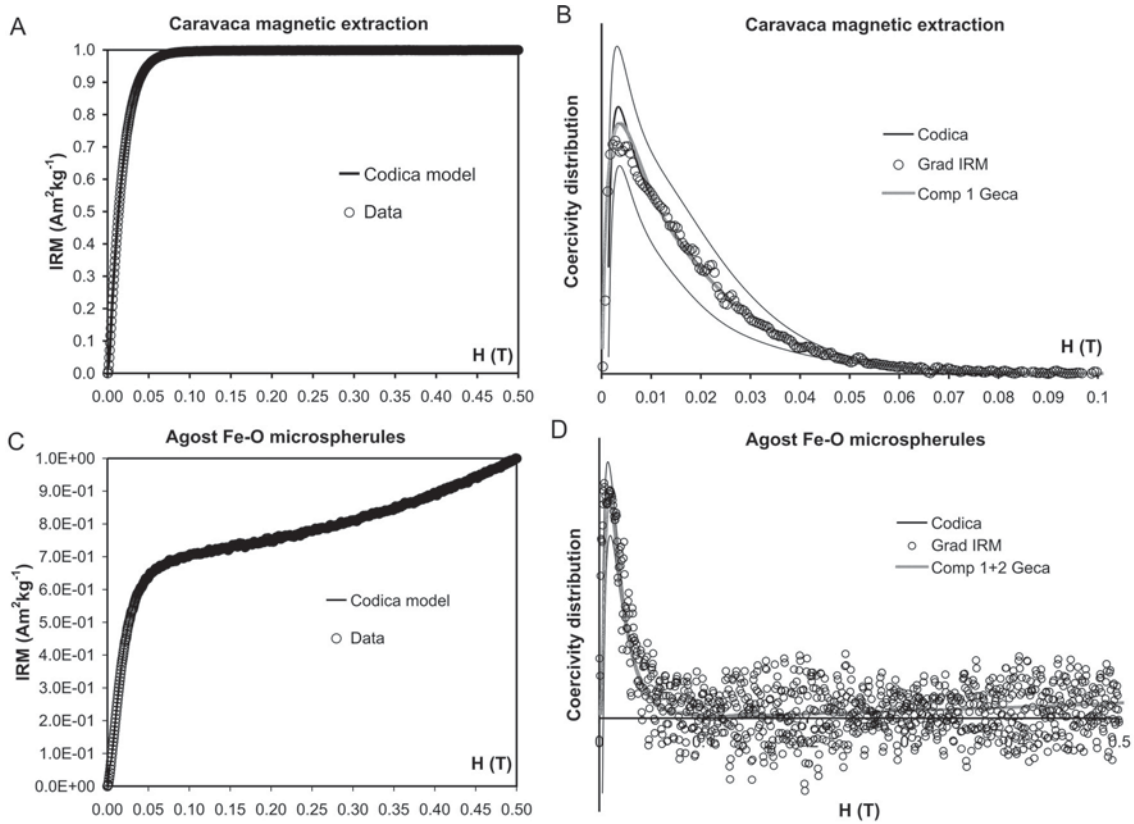 A
Caravaca magnetic extraction
1.0
0.9
0.8
0.7
0.6
0.5
0.4
0.3
0.2
0.1
0.0
IRM (Am²kg⁻¹)
Codica model
Data
H (T)
0.00 0.05 0.10 0.15 0.20 0.25 0.30 0.35 0.40 0.45 0.50
B
Caravaca magnetic extraction
Coercivity distribution
Codica
Grad IRM
Comp 1 Geca
H (T)
0 0.01 0.02 0.03 0.04 0.05 0.06 0.07 0.08 0.09 0.1
C
Agost Fe-O microspherules
1.0E+00
9.0E-01
8.0E-01
7.0E-01
6.0E-01
5.0E-01
4.0E-01
3.0E-01
2.0E-01
1.0E-01
0.0E+00
IRM (Am²kg⁻¹)
Codica model
Data
H (T)
0.00 0.05 0.10 0.15 0.20 0.25 0.30 0.35 0.40 0.45 0.50
D
Agost Fe-O microspherules
Coercivity distribution
Codica
Grad IRM
Comp 1+2 Geca
0 0.5
H (T)